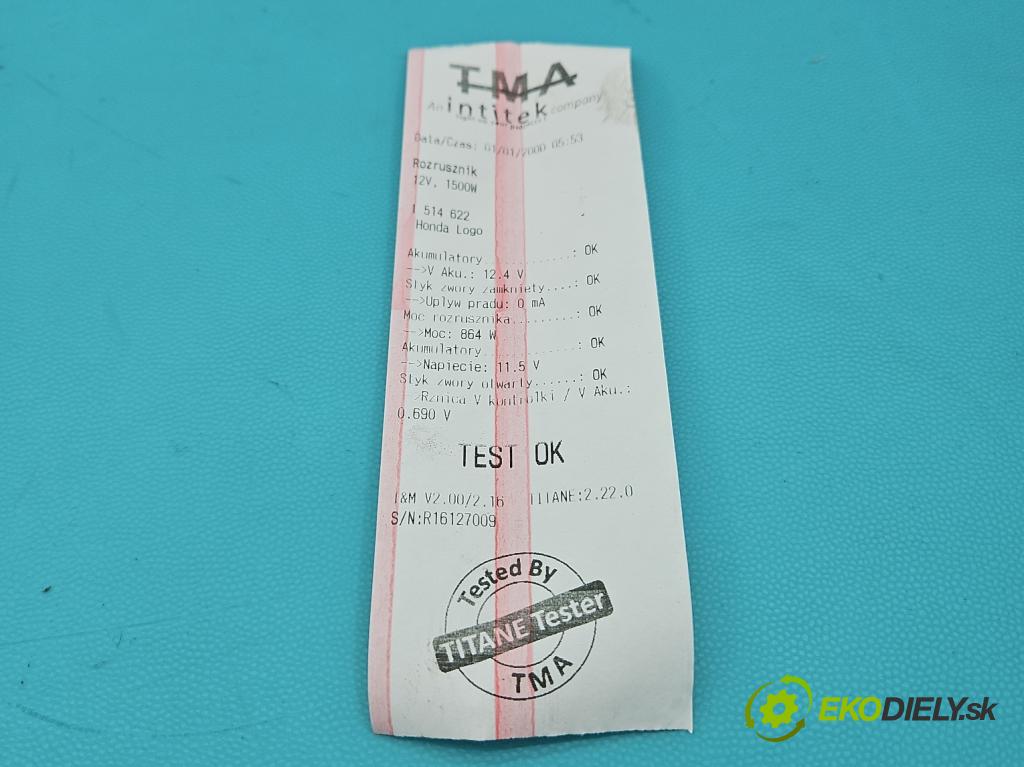 TMA
An intitek company
Data/Czas: 01/01/2000 05:53
Rozrusznik
12V, 1500W
I 514 622
Honda Logo
Akumulatory...........: OK
-->V Aku.: 12.4 V
Styk zwory zamkniety....: OK
-->Uplyw pradu: 0 mA
Moc rozrusznika.........: OK
-->Moc: 864 W
Akumulatory.............: OK
-->Napiecie: 11.5 V
Styk zwory otwarty......: OK
-->Rznica V kontrolki / V Aku.:
0.690 V
TEST OK
I&M V2.00/2.16 TITANE:2.22.0
S/N:R16127009
Tested By
TITANE Tester
TMA
EKODIELY.sk